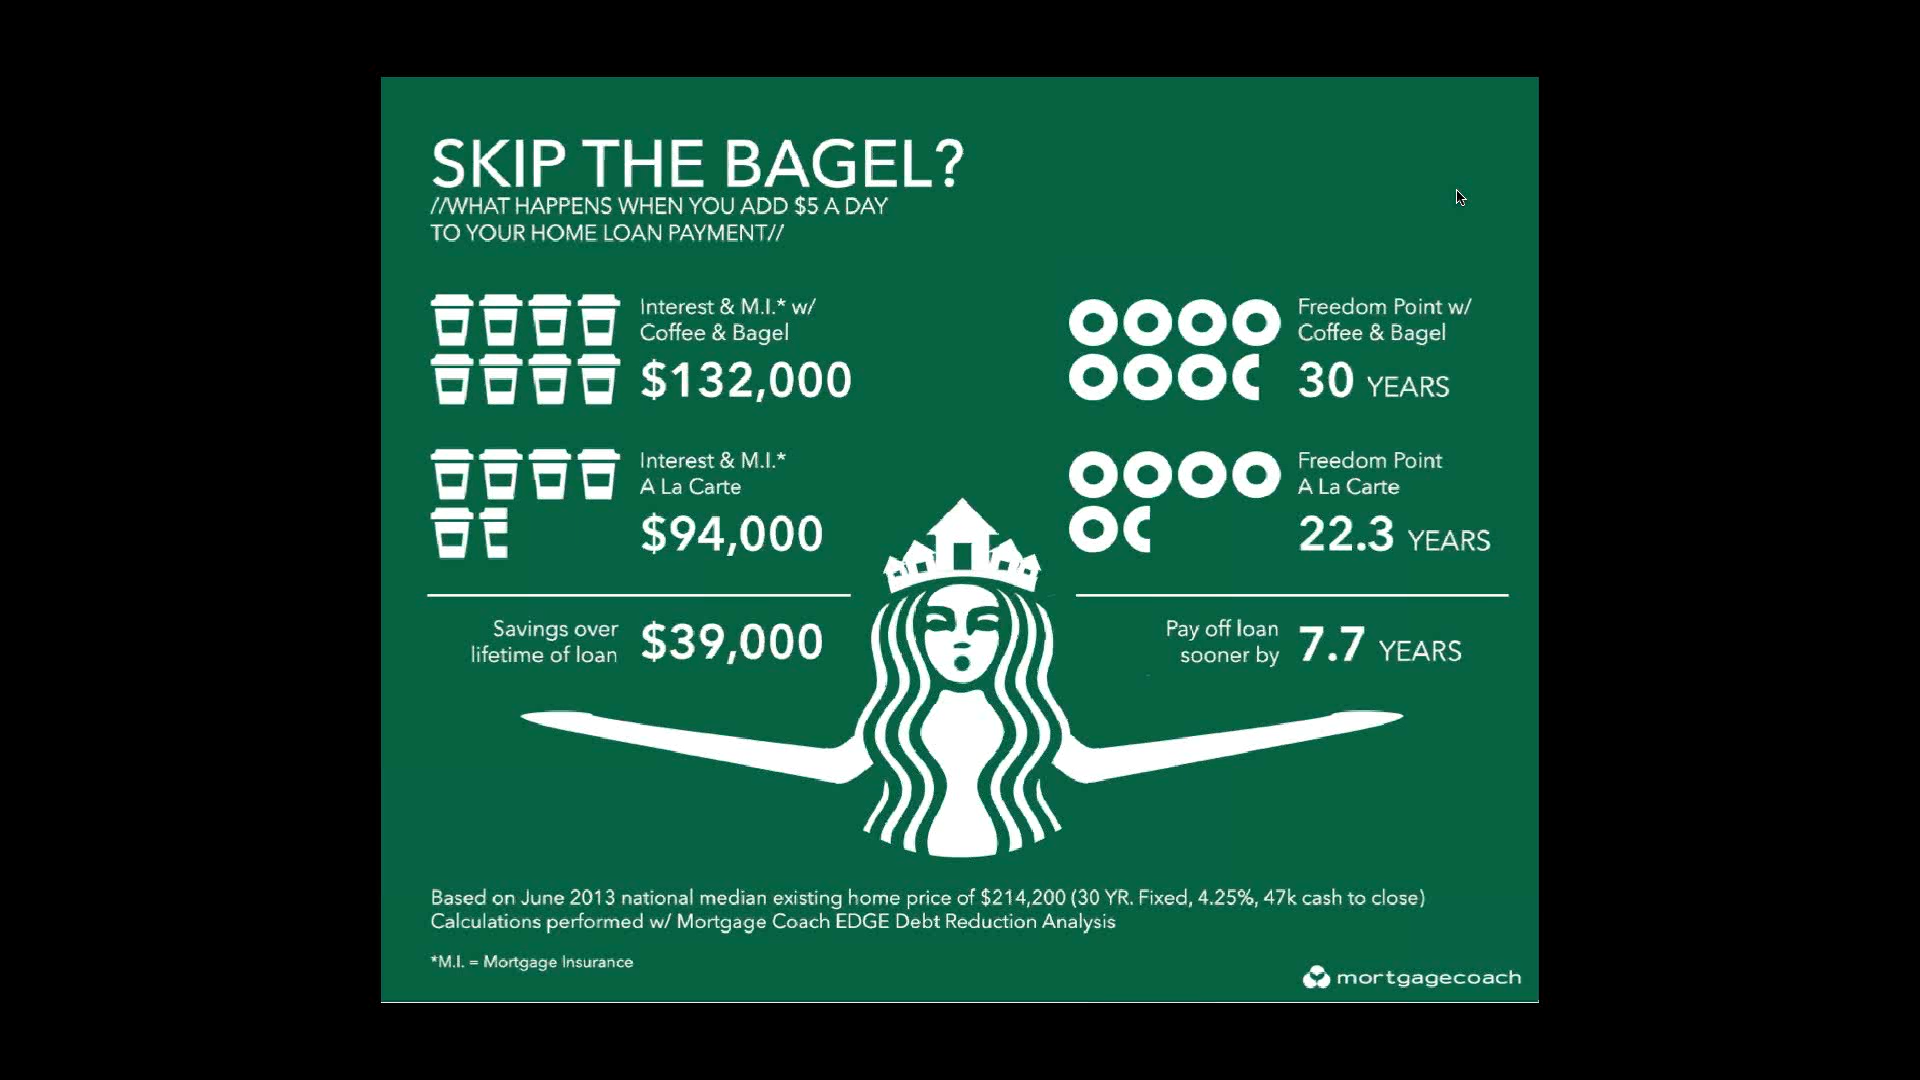 SKIP THE BAGEL?
//WHAT HAPPENS WHEN YOU ADD $5 A DAY
TO YOUR HOME LOAN PAYMENT//
Interest & M.I.* w/
Coffee & Bagel
$132,000
Freedom Point w/
Coffee & Bagel
30 YEARS
Interest & M.I.*
A La Carte
$94,000
Freedom Point
A La Carte
22.3 YEARS
Savings over
lifetime of loan
$39,000
Pay off loan
sooner by
7.7 YEARS
Based on June 2013 national median existing home price of $214,200 (30 YR. Fixed, 4.25%, 47k cash to close)
Calculations performed w/ Mortgage Coach EDGE Debt Reduction Analysis
*M.I. = Mortgage Insurance
mortgagecoach